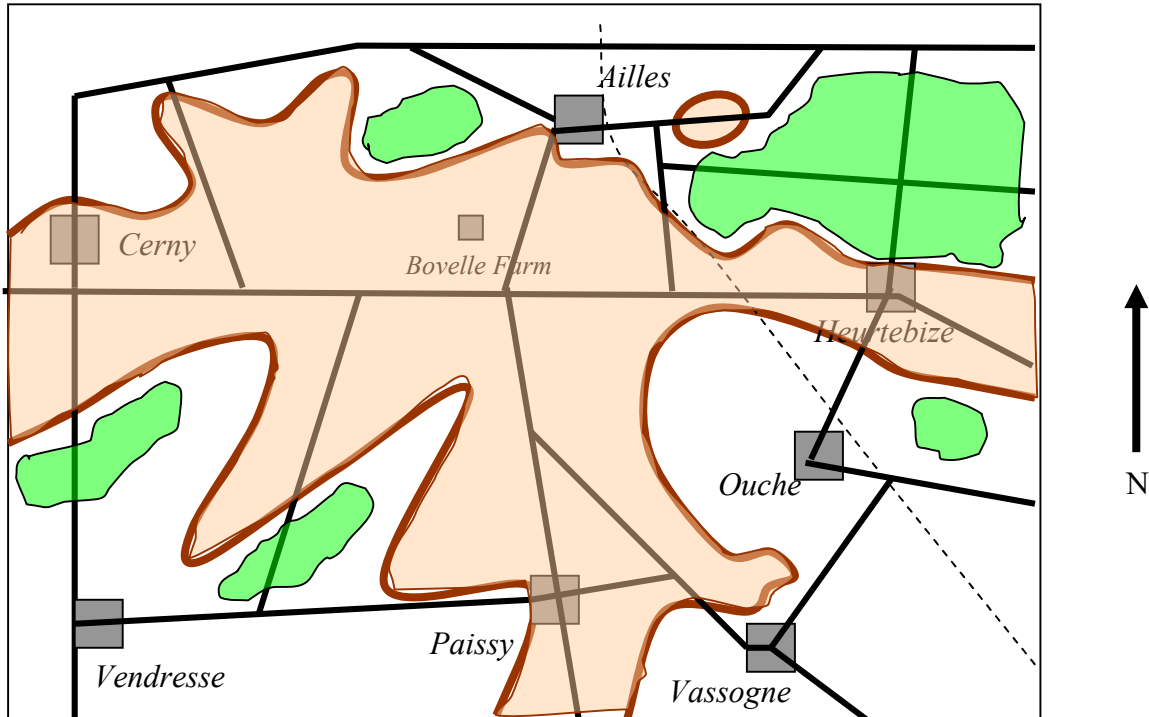 Ailles
Cerny
Bovelle Farm
Heurtebize
Ouche
N
Paissy
Vendresse
Vassogne